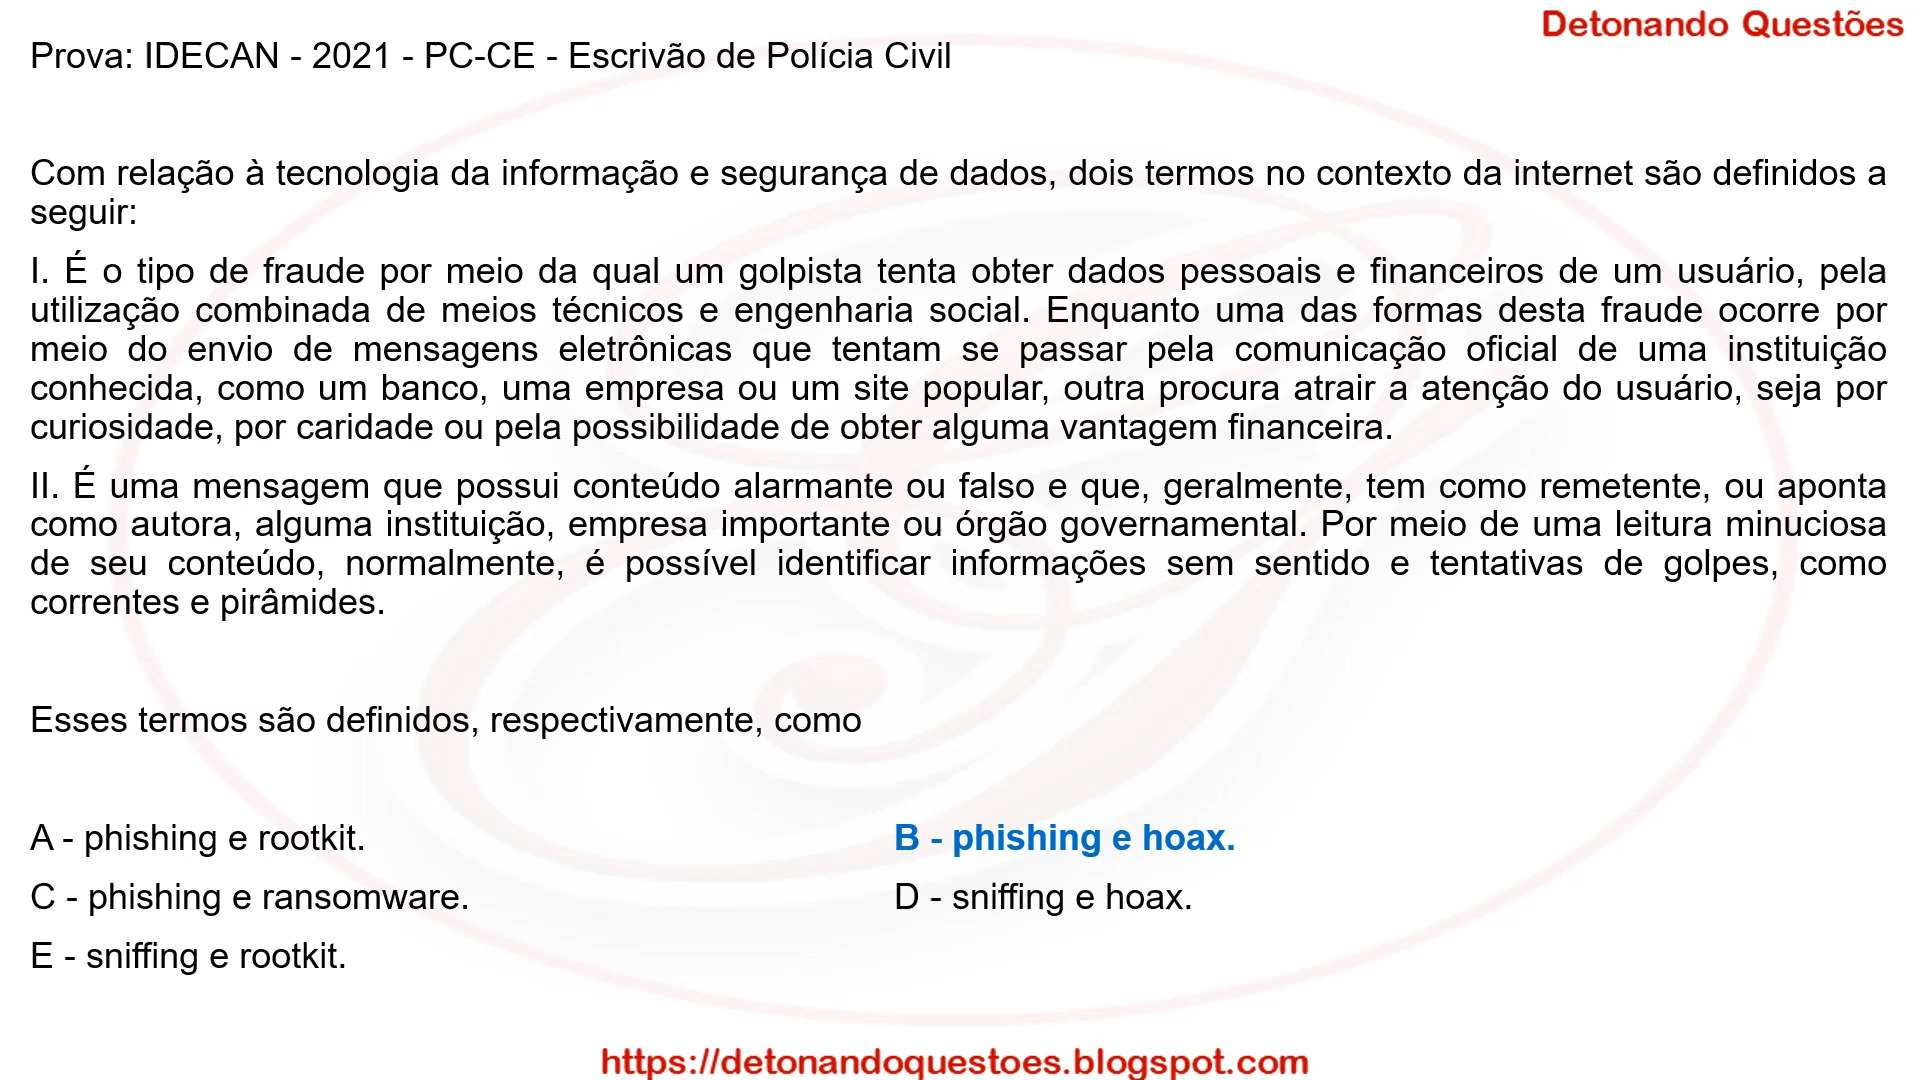 Detonando Questões
Prova: IDECAN - 2021 - PC-CE - Escrivão de Polícia Civil
Com relação à tecnologia da informação e segurança de dados, dois termos no contexto da internet são definidos a
seguir:
I. É o tipo de fraude por meio da qual um golpista tenta obter dados pessoais e financeiros de um usuário, pela
utilização combinada de meios técnicos e engenharia social. Enquanto uma das formas desta fraude ocorre por
meio do envio de mensagens eletrônicas que tentam se passar pela comunicação oficial de uma instituição
conhecida, como um banco, uma empresa ou um site popular, outra procura atrair a atenção do usuário, seja por
curiosidade, por caridade ou pela possibilidade de obter alguma vantagem financeira.
II. É uma mensagem que possui conteúdo alarmante ou falso e que, geralmente, tem como remetente, ou aponta
como autora, alguma instituição, empresa importante ou órgão governamental. Por meio de uma leitura minuciosa
de seu conteúdo, normalmente, é possível identificar informações sem sentido e tentativas de golpes, como
correntes e pirâmides.
Esses termos são definidos, respectivamente, como
A - phishing e rootkit.
B - phishing e hoax.
C - phishing e ransomware.
D - sniffing e hoax.
E - sniffing e rootkit.
https://detonandoquestoes.blogspot.com